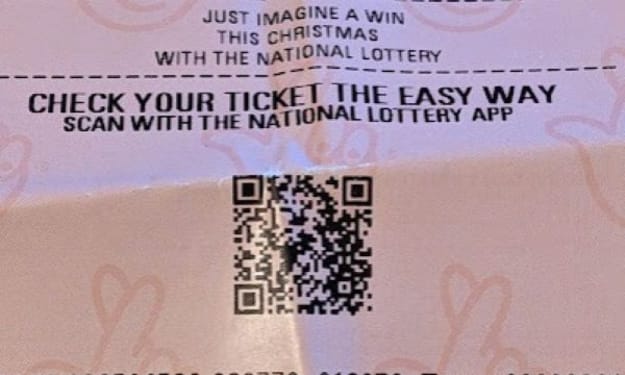 JUST IMAGINE A WIN
THIS CHRISTMAS
WITH THE NATIONAL LOTTERY
CHECK YOUR TICKET THE EASY WAY
SCAN WITH THE NATIONAL LOTTERY APP